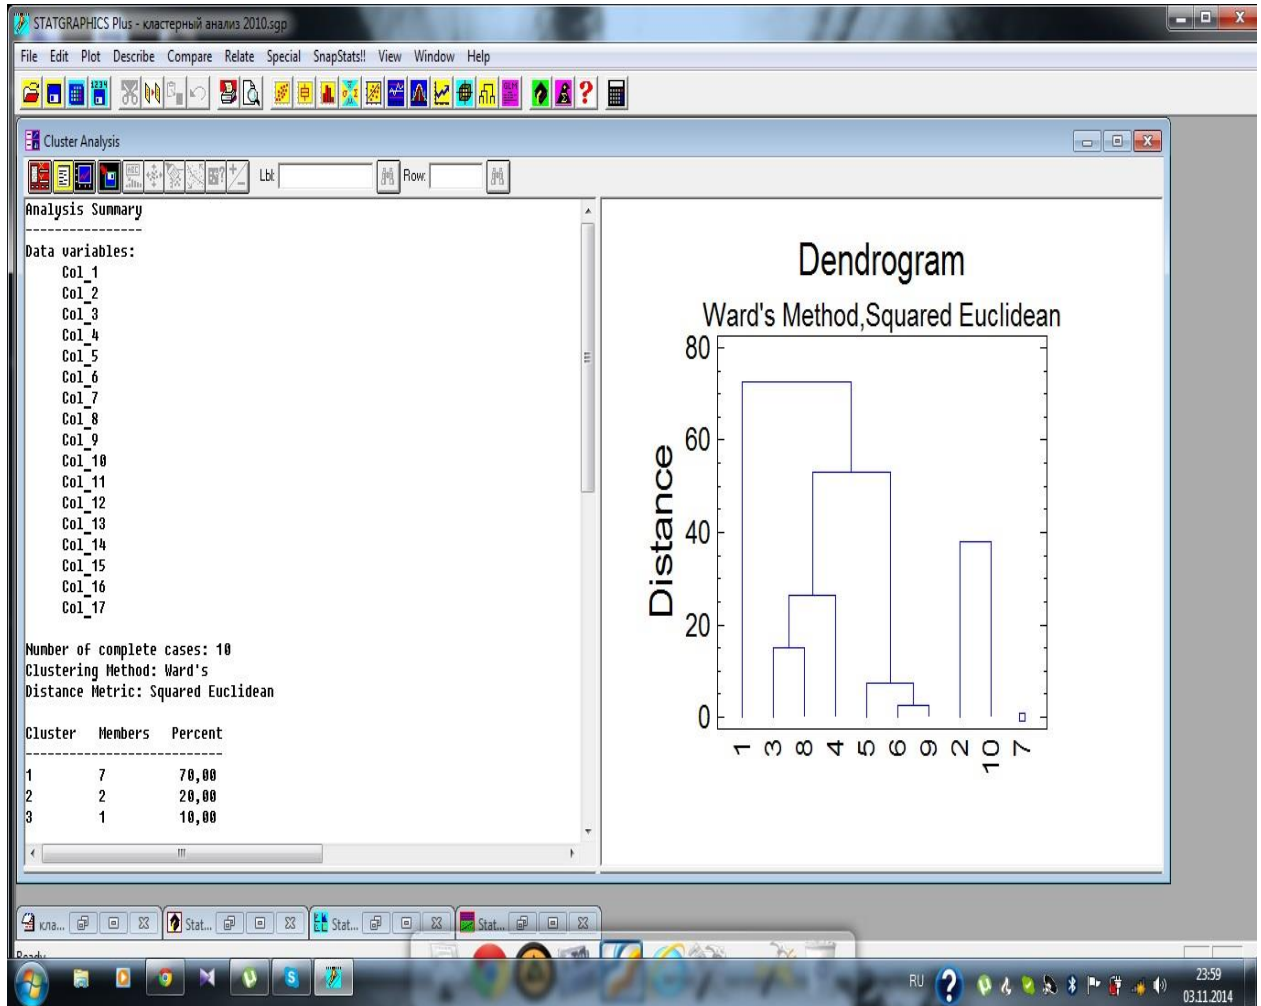 STATGRAPHICS Plus - кластерный анализ 2010.sgp
File Edit Plot Describe Compare Relate Special SnapStats!! View Window Help
Cluster Analysis
Lbl: Row:
Analysis Summary
Data variables:
Col_1
Col_2
Col_3
Col_4
Col_5
Col_6
Col_7
Col_8
Col_9
Col_10
Col_11
Col_12
Col_13
Col_14
Col_15
Col_16
Col_17
Number of complete cases: 10
Clustering Method: Ward's
Distance Metric: Squared Euclidean
Cluster Members Percent
1 7 70,00
2 2 20,00
3 1 10,00
Dendrogram
Ward's Method,Squared Euclidean
Distance
80
60
40
20
0
1 3 8 4 5 6 9 2 10 7
кла... Stat... Stat... Stat...
Ready
RU 23:59
03.11.2014